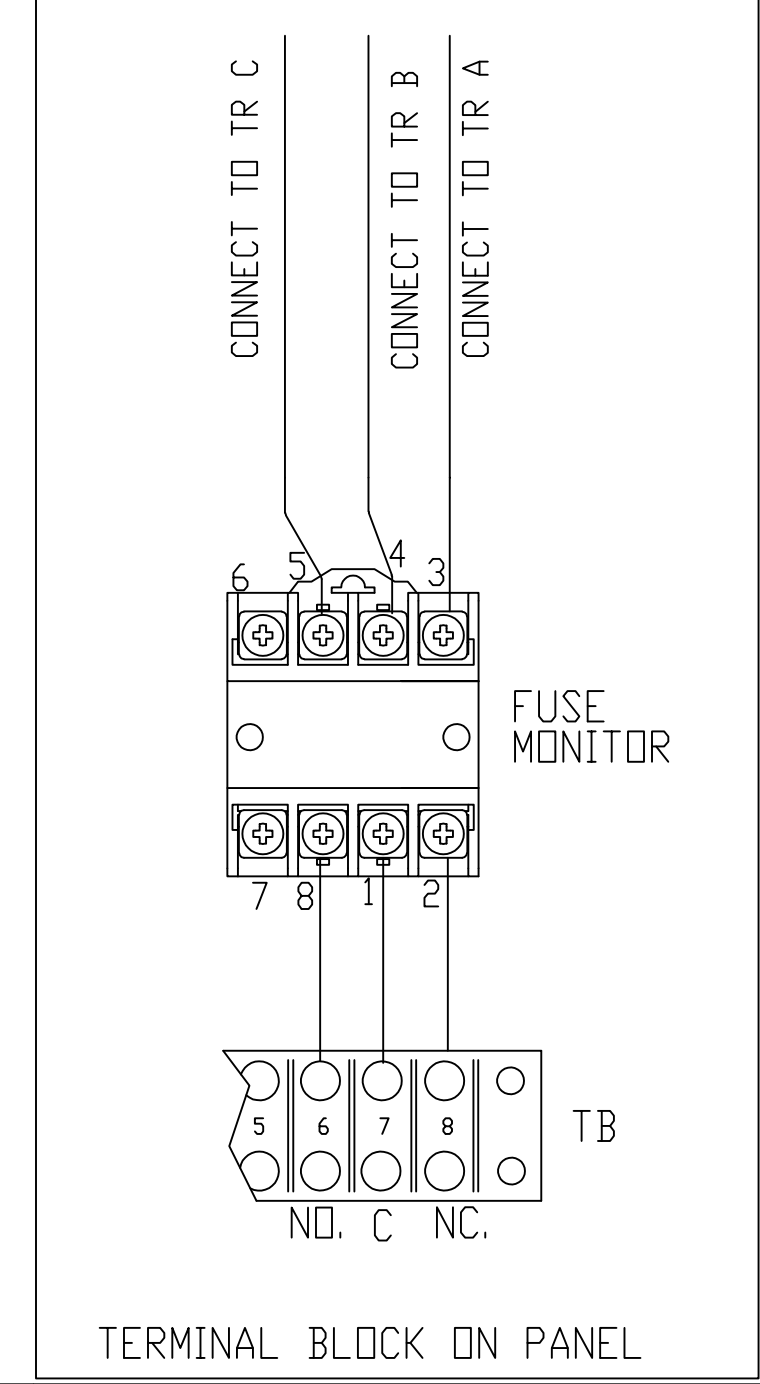 CONNECT TO TR C
CONNECT TO TR B
CONNECT TO TR A
6 5 4 3
FUSE
MONITOR
7 8 1 2
5 6 7 8
TB
NO. C NC.
TERMINAL BLOCK ON PANEL